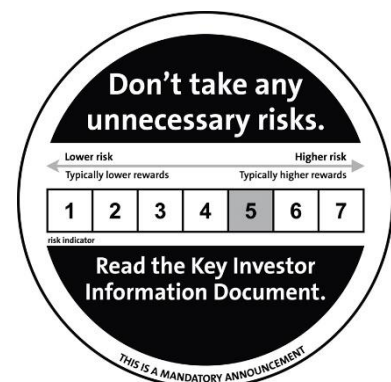 Don't take any
unnecessary risks.
Lower risk Higher risk
Typically lower rewards Typically higher rewards
1 2 3 4 5 6 7
risk indicator
Read the Key Investor
Information Document.
THIS IS A MANDATORY ANNOUNCEMENT